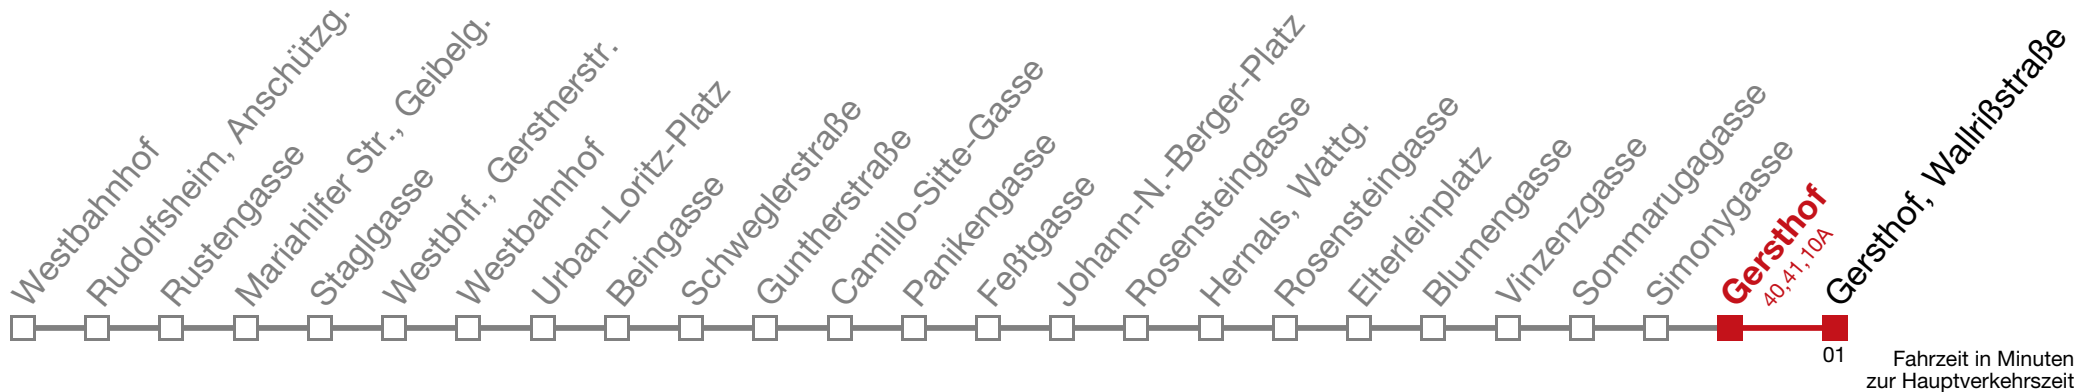 Westbahnhof
Rudolfsheim, Anschützg.
Rustengasse
Mariahilfer Str., Geibelg.
Staglgasse
Westbhf., Gerstnerstr.
Westbahnhof
Urban-Loritz-Platz
Beingasse
Schweglerstraße
Guntherstraße
Camillo-Sitte-Gasse
Panikengasse
Feßtgasse
Johann-N.-Berger-Platz
Rosensteingasse
Hernals, Wattg.
Rosensteingasse
Elterleinplatz
Blumengasse
Vinzenzgasse
Sommarugagasse
Simonygasse
Gersthof
40,41,10A
Gersthof, Wallrißstraße
01
Fahrzeit in Minuten
zur Hauptverkehrszeit